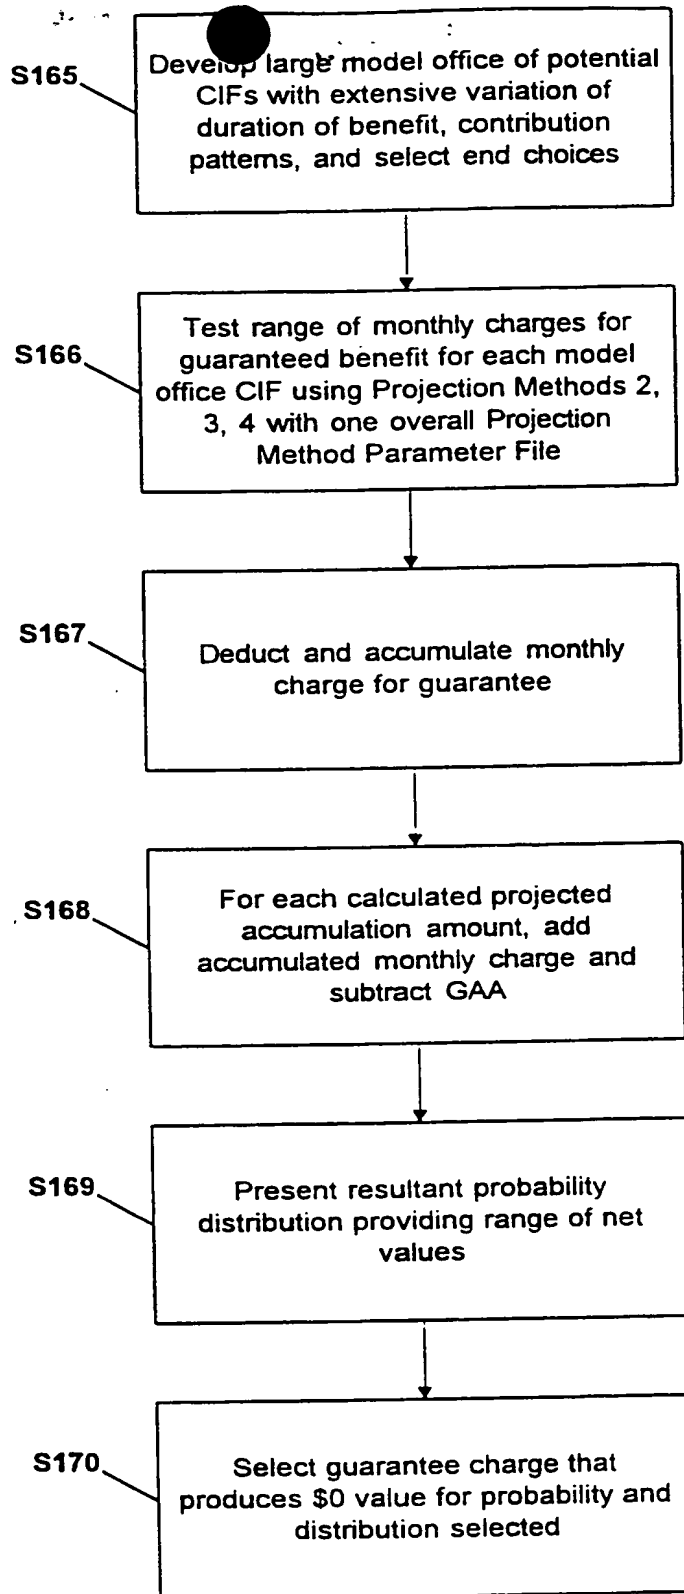 S165
Develop large model office of potential
CIFs with extensive variation of
duration of benefit, contribution
patterns, and select end choices
S166
Test range of monthly charges for
guaranteed benefit for each model
office CIF using Projection Methods 2,
3, 4 with one overall Projection
Method Parameter File
S167
Deduct and accumulate monthly
charge for guarantee
S168
For each calculated projected
accumulation amount, add
accumulated monthly charge and
subtract GAA
S169
Present resultant probability
distribution providing range of net
values
S170
Select guarantee charge that
produces $0 value for probability and
distribution selected